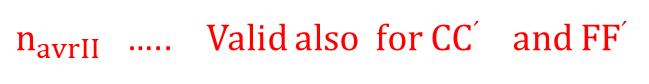 n_avrII ..... Valid also for CC′ and FF′